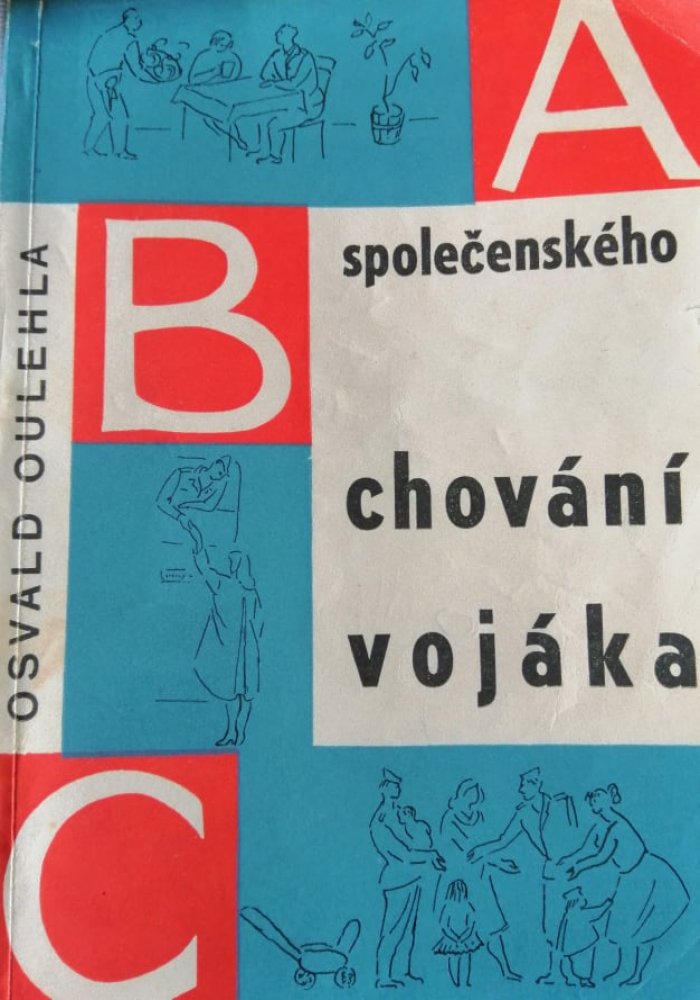 A
B
C
společenského
chování
vojáka
OSVALD OULEHLA